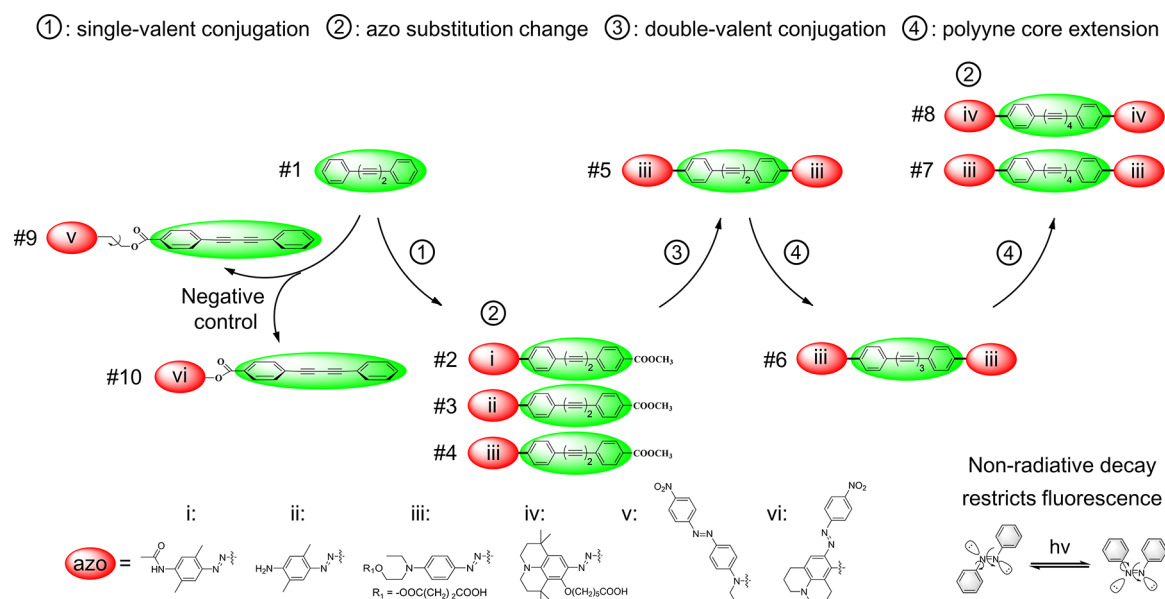 ①: single-valent conjugation ②: azo substitution change ③: double-valent conjugation ④: polyyne core extension
②
#8 iv 4 iv
#7 iii 4 iii
#1 2
#5 iii 2 iii
#9 v O O
①
③
④
④
Negative
control
②
#10 vi O O
#2 i 2 COOCH3
#3 ii 2 COOCH3
#4 iii 2 COOCH3
#6 iii 3 iii
Non-radiative decay
restricts fluorescence
i: ii: iii: iv: v: vi:
azo =
O HN N N
H2N N N
N R1O N N
R1 = -OOC(CH2)2COOH
N N N O(CH2)5COOH
O2N N N N
NO2 N N N
N N hv N N